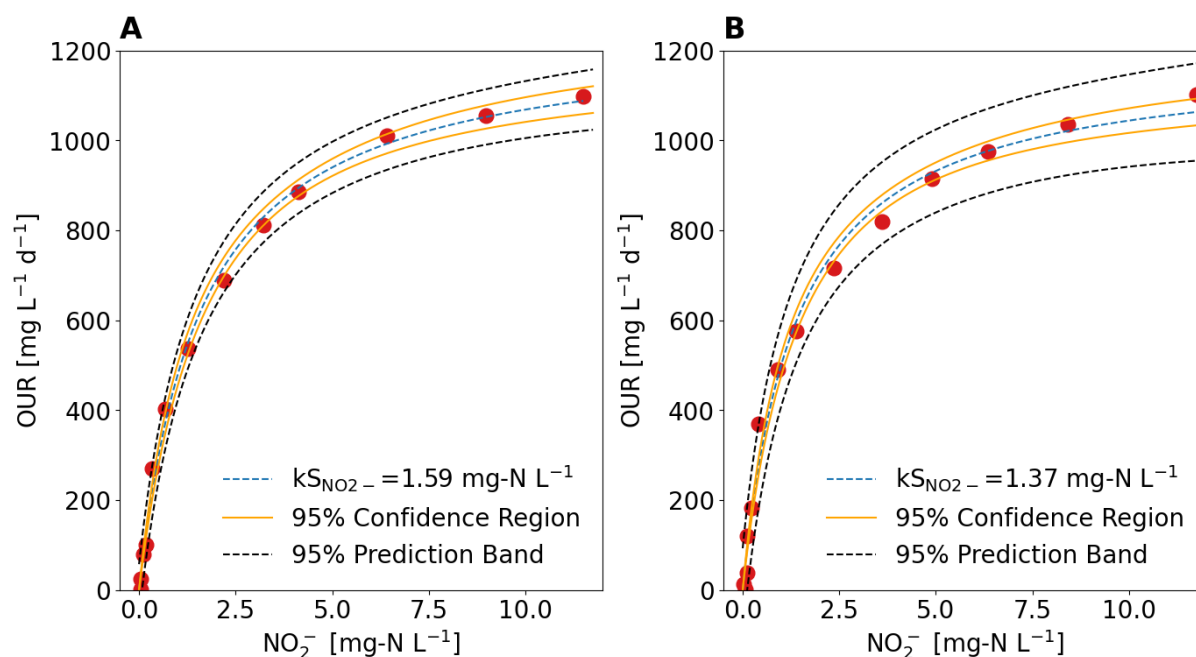 A
1200
1000
800
600
400
200
0
OUR [mg L⁻¹ d⁻¹]
kS_NO2− =1.59 mg-N L⁻¹
95% Confidence Region
95% Prediction Band
0.0 2.5 5.0 7.5 10.0
NO₂⁻ [mg-N L⁻¹]
B
1200
1000
800
600
400
200
0
OUR [mg L⁻¹ d⁻¹]
kS_NO2− =1.37 mg-N L⁻¹
95% Confidence Region
95% Prediction Band
0.0 2.5 5.0 7.5 10.0
NO₂⁻ [mg-N L⁻¹]